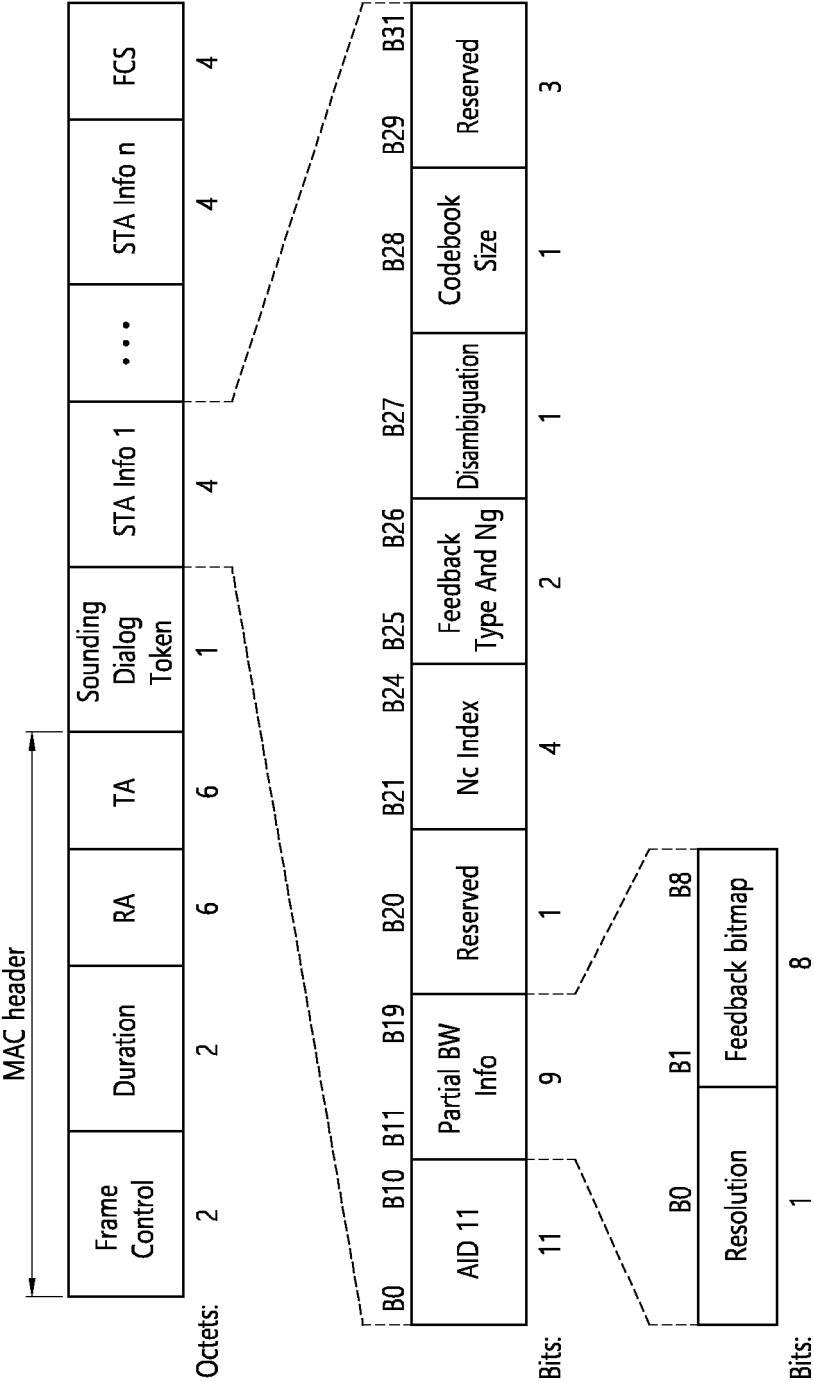 MAC header
Frame
Control
Duration
RA
TA
Sounding
Dialog
Token
STA Info 1
•••
STA Info n
FCS
Octets: 2 2 6 6 1 4 4 4
B0 B10 B11 B19 B20 B21 B24 B25 B26 B27 B28 B29 B31
AID 11
Partial BW
Info
Reserved
Nc Index
Feedback
Type And Ng
Disambiguation
Codebook
Size
Reserved
Bits: 11 9 1 4 2 1 1 3
B0 B1 B8
Resolution
Feedback bitmap
Bits: 1 8